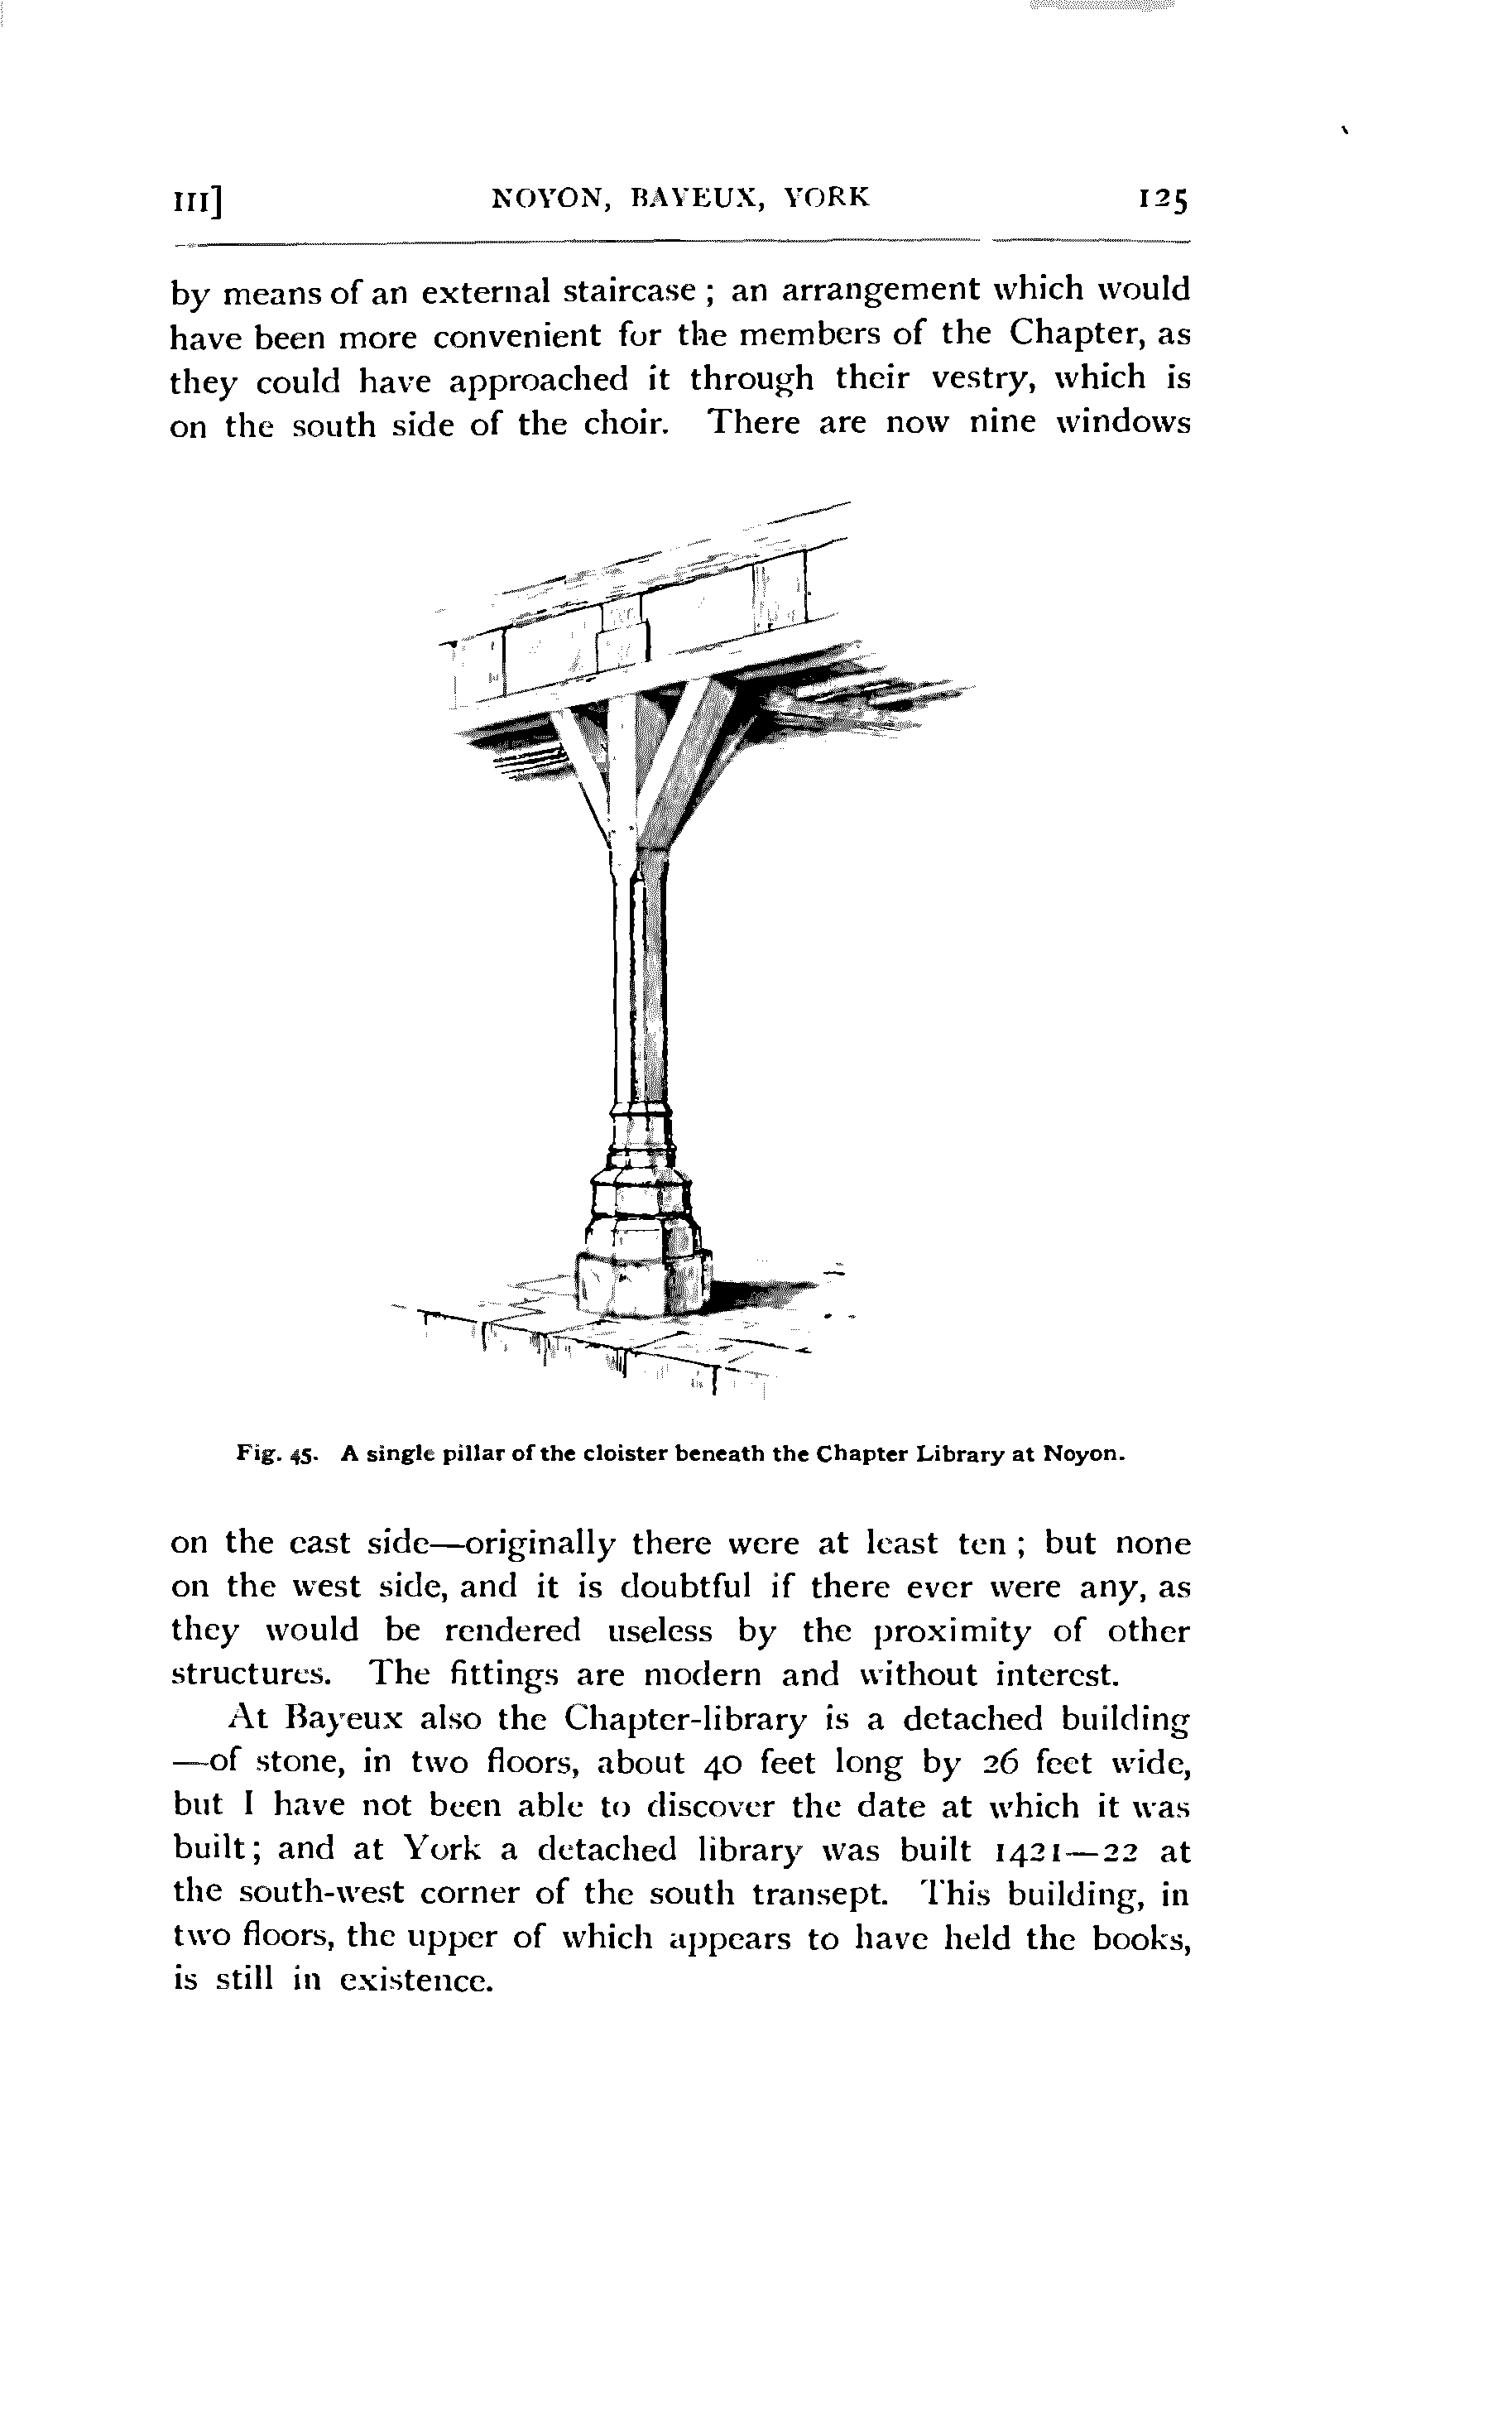 III] NOYON, BAYEUX, YORK 125
by means of an external staircase ; an arrangement which would
have been more convenient for the members of the Chapter, as
they could have approached it through their vestry, which is
on the south side of the choir. There are now nine windows
Fig. 45. A single pillar of the cloister beneath the Chapter Library at Noyon.
on the east side—originally there were at least ten ; but none
on the west side, and it is doubtful if there ever were any, as
they would be rendered useless by the proximity of other
structures. The fittings are modern and without interest.
At Bayeux also the Chapter-library is a detached building
—of stone, in two floors, about 40 feet long by 26 feet wide,
but I have not been able to discover the date at which it was
built; and at York a detached library was built 1421—22 at
the south-west corner of the south transept. This building, in
two floors, the upper of which appears to have held the books,
is still in existence.